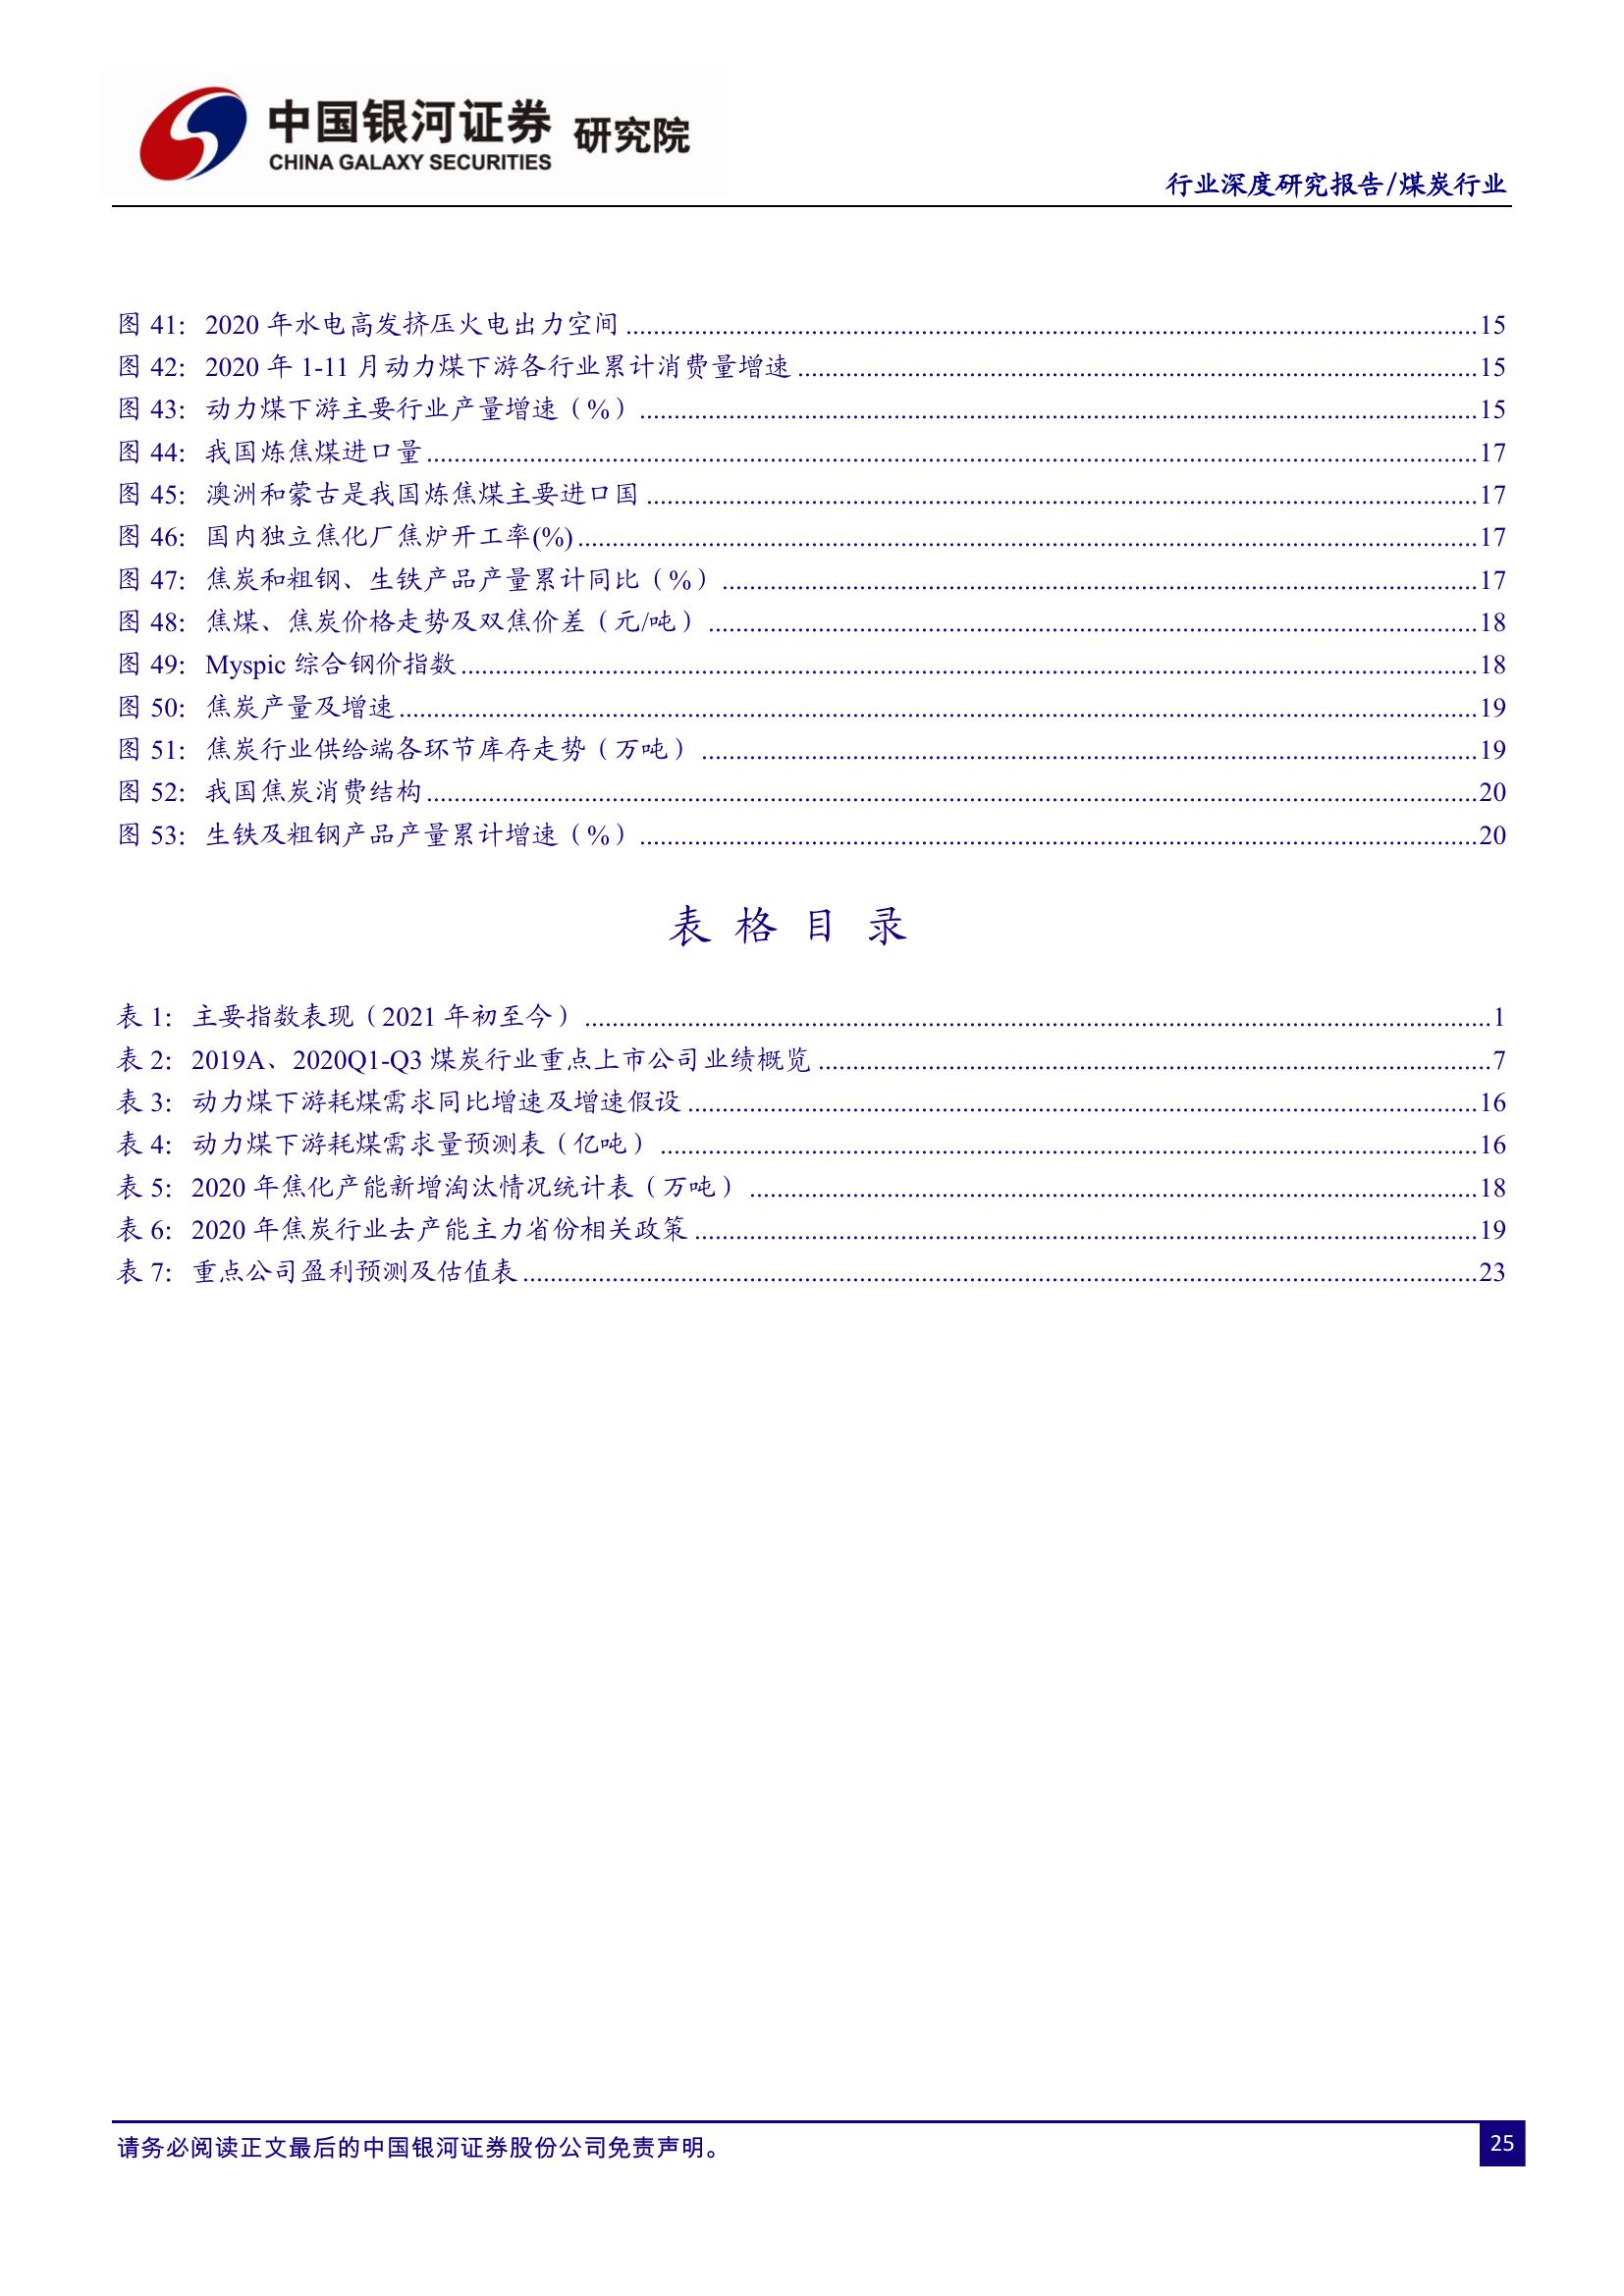 中国银河证券 研究院
CHINA GALAXY SECURITIES
行业深度研究报告/煤炭行业
图 41: 2020 年水电高发挤压火电出力空间 15
图 42: 2020 年 1-11 月动力煤下游各行业累计消费量增速 15
图 43: 动力煤下游主要行业产量增速（%） 15
图 44: 我国炼焦煤进口量 17
图 45: 澳洲和蒙古是我国炼焦煤主要进口国 17
图 46: 国内独立焦化厂焦炉开工率(%) 17
图 47: 焦炭和粗钢、生铁产品产量累计同比（%） 17
图 48: 焦煤、焦炭价格走势及双焦价差（元/吨） 18
图 49: Myspic 综合钢价指数 18
图 50: 焦炭产量及增速 19
图 51: 焦炭行业供给端各环节库存走势（万吨） 19
图 52: 我国焦炭消费结构 20
图 53: 生铁及粗钢产品产量累计增速（%） 20
表 格 目 录
表 1: 主要指数表现（2021 年初至今） 1
表 2: 2019A、2020Q1-Q3 煤炭行业重点上市公司业绩概览 7
表 3: 动力煤下游耗煤需求同比增速及增速假设 16
表 4: 动力煤下游耗煤需求量预测表（亿吨） 16
表 5: 2020 年焦化产能新增淘汰情况统计表（万吨） 18
表 6: 2020 年焦炭行业去产能主力省份相关政策 19
表 7: 重点公司盈利预测及估值表 23
请务必阅读正文最后的中国银河证券股份公司免责声明。
25